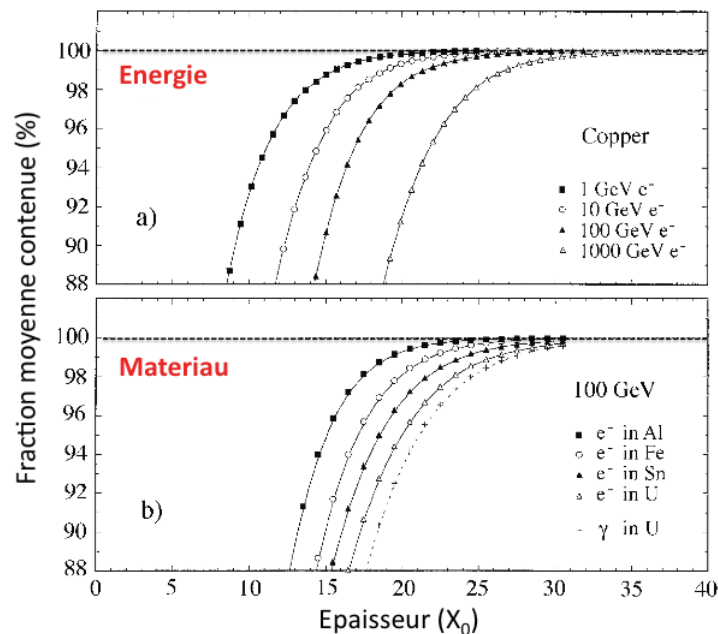 Fraction moyenne contenue (%)
100
98
96
94
92
90
88
Energie
Copper
1 GeV e⁻
10 GeV e⁻
100 GeV e⁻
1000 GeV e⁻
a)
100
98
96
94
92
90
88
Materiau
100 GeV
e⁻ in Al
e⁻ in Fe
e⁻ in Sn
e⁻ in U
γ in U
b)
0 5 10 15 20 25 30 35 40
Epaisseur (X₀)